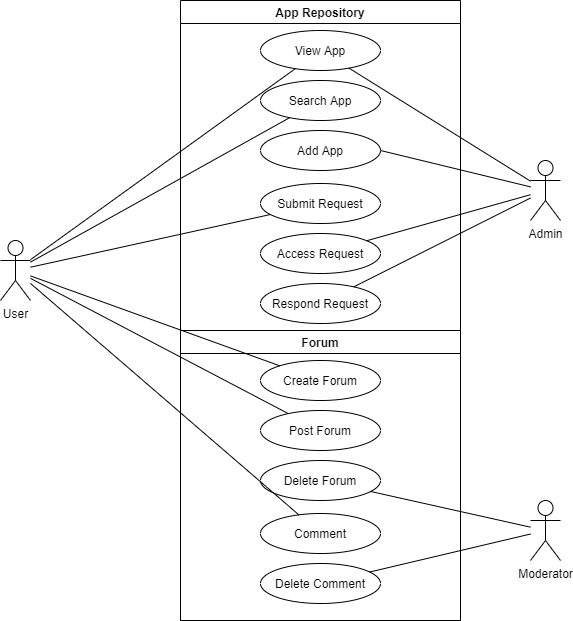 App Repository
View App
Search App
Add App
Submit Request
Access Request
Respond Request
Admin
User
Forum
Create Forum
Post Forum
Delete Forum
Comment
Delete Comment
Moderator